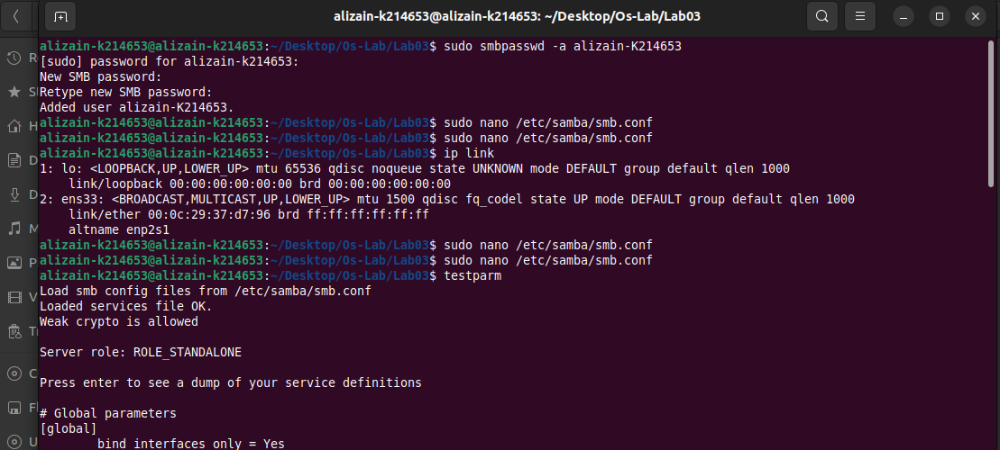 alizain-k214653@alizain-k214653: ~/Desktop/Os-Lab/Lab03
alizain-k214653@alizain-k214653:~/Desktop/Os-Lab/Lab03$ sudo smbpasswd -a alizain-K214653
[sudo] password for alizain-k214653:
New SMB password:
Retype new SMB password:
Added user alizain-K214653.
alizain-k214653@alizain-k214653:~/Desktop/Os-Lab/Lab03$ sudo nano /etc/samba/smb.conf
alizain-k214653@alizain-k214653:~/Desktop/Os-Lab/Lab03$ sudo nano /etc/samba/smb.conf
alizain-k214653@alizain-k214653:~/Desktop/Os-Lab/Lab03$ ip link
1: lo: <LOOPBACK,UP,LOWER_UP> mtu 65536 qdisc noqueue state UNKNOWN mode DEFAULT group default qlen 1000
    link/loopback 00:00:00:00:00:00 brd 00:00:00:00:00:00
2: ens33: <BROADCAST,MULTICAST,UP,LOWER_UP> mtu 1500 qdisc fq_codel state UP mode DEFAULT group default qlen 1000
    link/ether 00:0c:29:37:d7:96 brd ff:ff:ff:ff:ff:ff
    altname enp2s1
alizain-k214653@alizain-k214653:~/Desktop/Os-Lab/Lab03$ sudo nano /etc/samba/smb.conf
alizain-k214653@alizain-k214653:~/Desktop/Os-Lab/Lab03$ sudo nano /etc/samba/smb.conf
alizain-k214653@alizain-k214653:~/Desktop/Os-Lab/Lab03$ testparm
Load smb config files from /etc/samba/smb.conf
Loaded services file OK.
Weak crypto is allowed
Server role: ROLE_STANDALONE
Press enter to see a dump of your service definitions
# Global parameters
[global]
        bind interfaces only = Yes